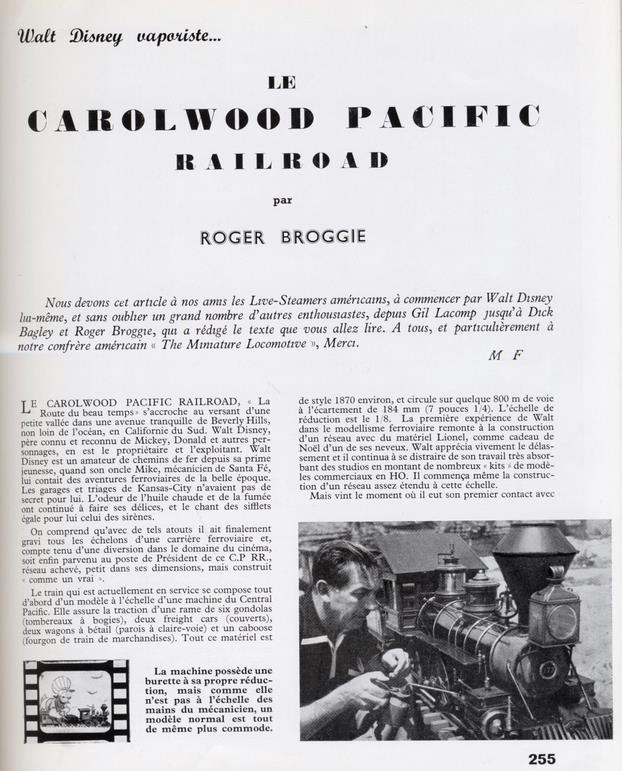 Walt Disney vaporiste...
LE
CAROLWOOD PACIFIC
RAILROAD
par
ROGER BROGGIE
Nous devons cet article à nos amis les Live-Steamers américains, à commencer par Walt Disney
lui-même, et sans oublier un grand nombre d'autres enthousiastes, depuis Gil Lacomp jusqu'à Dick
Bagley et Roger Broggie, qui a rédigé le texte que vous allez lire. A tous, et particulièrement à
notre confrère américain « The Miniature Locomotive », Merci.
M F
LE CAROLWOOD PACIFIC RAILROAD, « La
Route du beau temps » s'accroche au versant d'une
petite vallée dans une avenue tranquille de Beverly Hills,
non loin de l'océan, en Californie du Sud. Walt Disney,
père connu et reconnu de Mickey, Donald et autres per-
sonnages, en est le propriétaire et l'exploitant. Walt
Disney est un amateur de chemins de fer depuis sa prime
jeunesse, quand son oncle Mike, mécanicien de Santa Fé,
lui contait des aventures ferroviaires de la belle époque.
Les garages et triages de Kansas-City n'avaient pas de
secret pour lui. L'odeur de l'huile chaude et de la fumée
ont continué à faire ses délices, et le chant des sifflets
égale pour lui celui des sirènes.
On comprend qu'avec de tels atouts il ait finalement
gravi tous les échelons d'une carrière ferroviaire et,
compte tenu d'une diversion dans le domaine du cinéma,
soit enfin parvenu au poste de Président de ce C.P RR.,
réseau achevé, petit dans ses dimensions, mais construit
« comme un vrai ».
Le train qui est actuellement en service se compose tout
d'abord d'un modèle à l'échelle d'une machine du Central
Pacific. Elle assure la traction d'une rame de six gondolas
(tombereaux à bogies), deux freight cars (couverts),
deux wagons à bétail (parois à claire-voie) et un caboose
(fourgon de train de marchandises). Tout ce matériel est
de style 1870 environ, et circule sur quelque 800 m de voie
à l'écartement de 184 mm (7 pouces 1/4). L'échelle de
réduction est le 1/8. La première expérience de Walt
dans le modélisme ferroviaire remonte à la construction
d'un réseau avec du matériel Lionel, comme cadeau de
Noël d'un de ses neveux. Walt apprécia vivement le délas-
sement et il continua à se distraire de son travail très absor-
bant des studios en montant de nombreux « kits » de modè-
les commerciaux en HO. Il commença même la construc-
tion d'un réseau assez étendu à cette échelle.
Mais vint le moment où il eut son premier contact avec
La machine possède une
burette à sa propre réduc-
tion, mais comme elle
n'est pas à l'échelle des
mains du mécanicien, un
modèle normal est tout
de même plus commode.
255